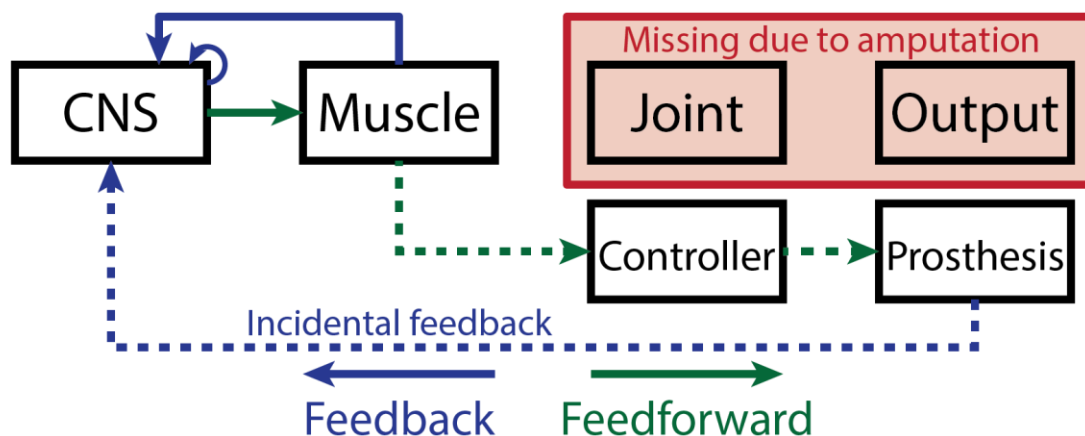 Missing due to amputation
CNS
Muscle
Joint
Output
Controller
Prosthesis
Incidental feedback
Feedback
Feedforward